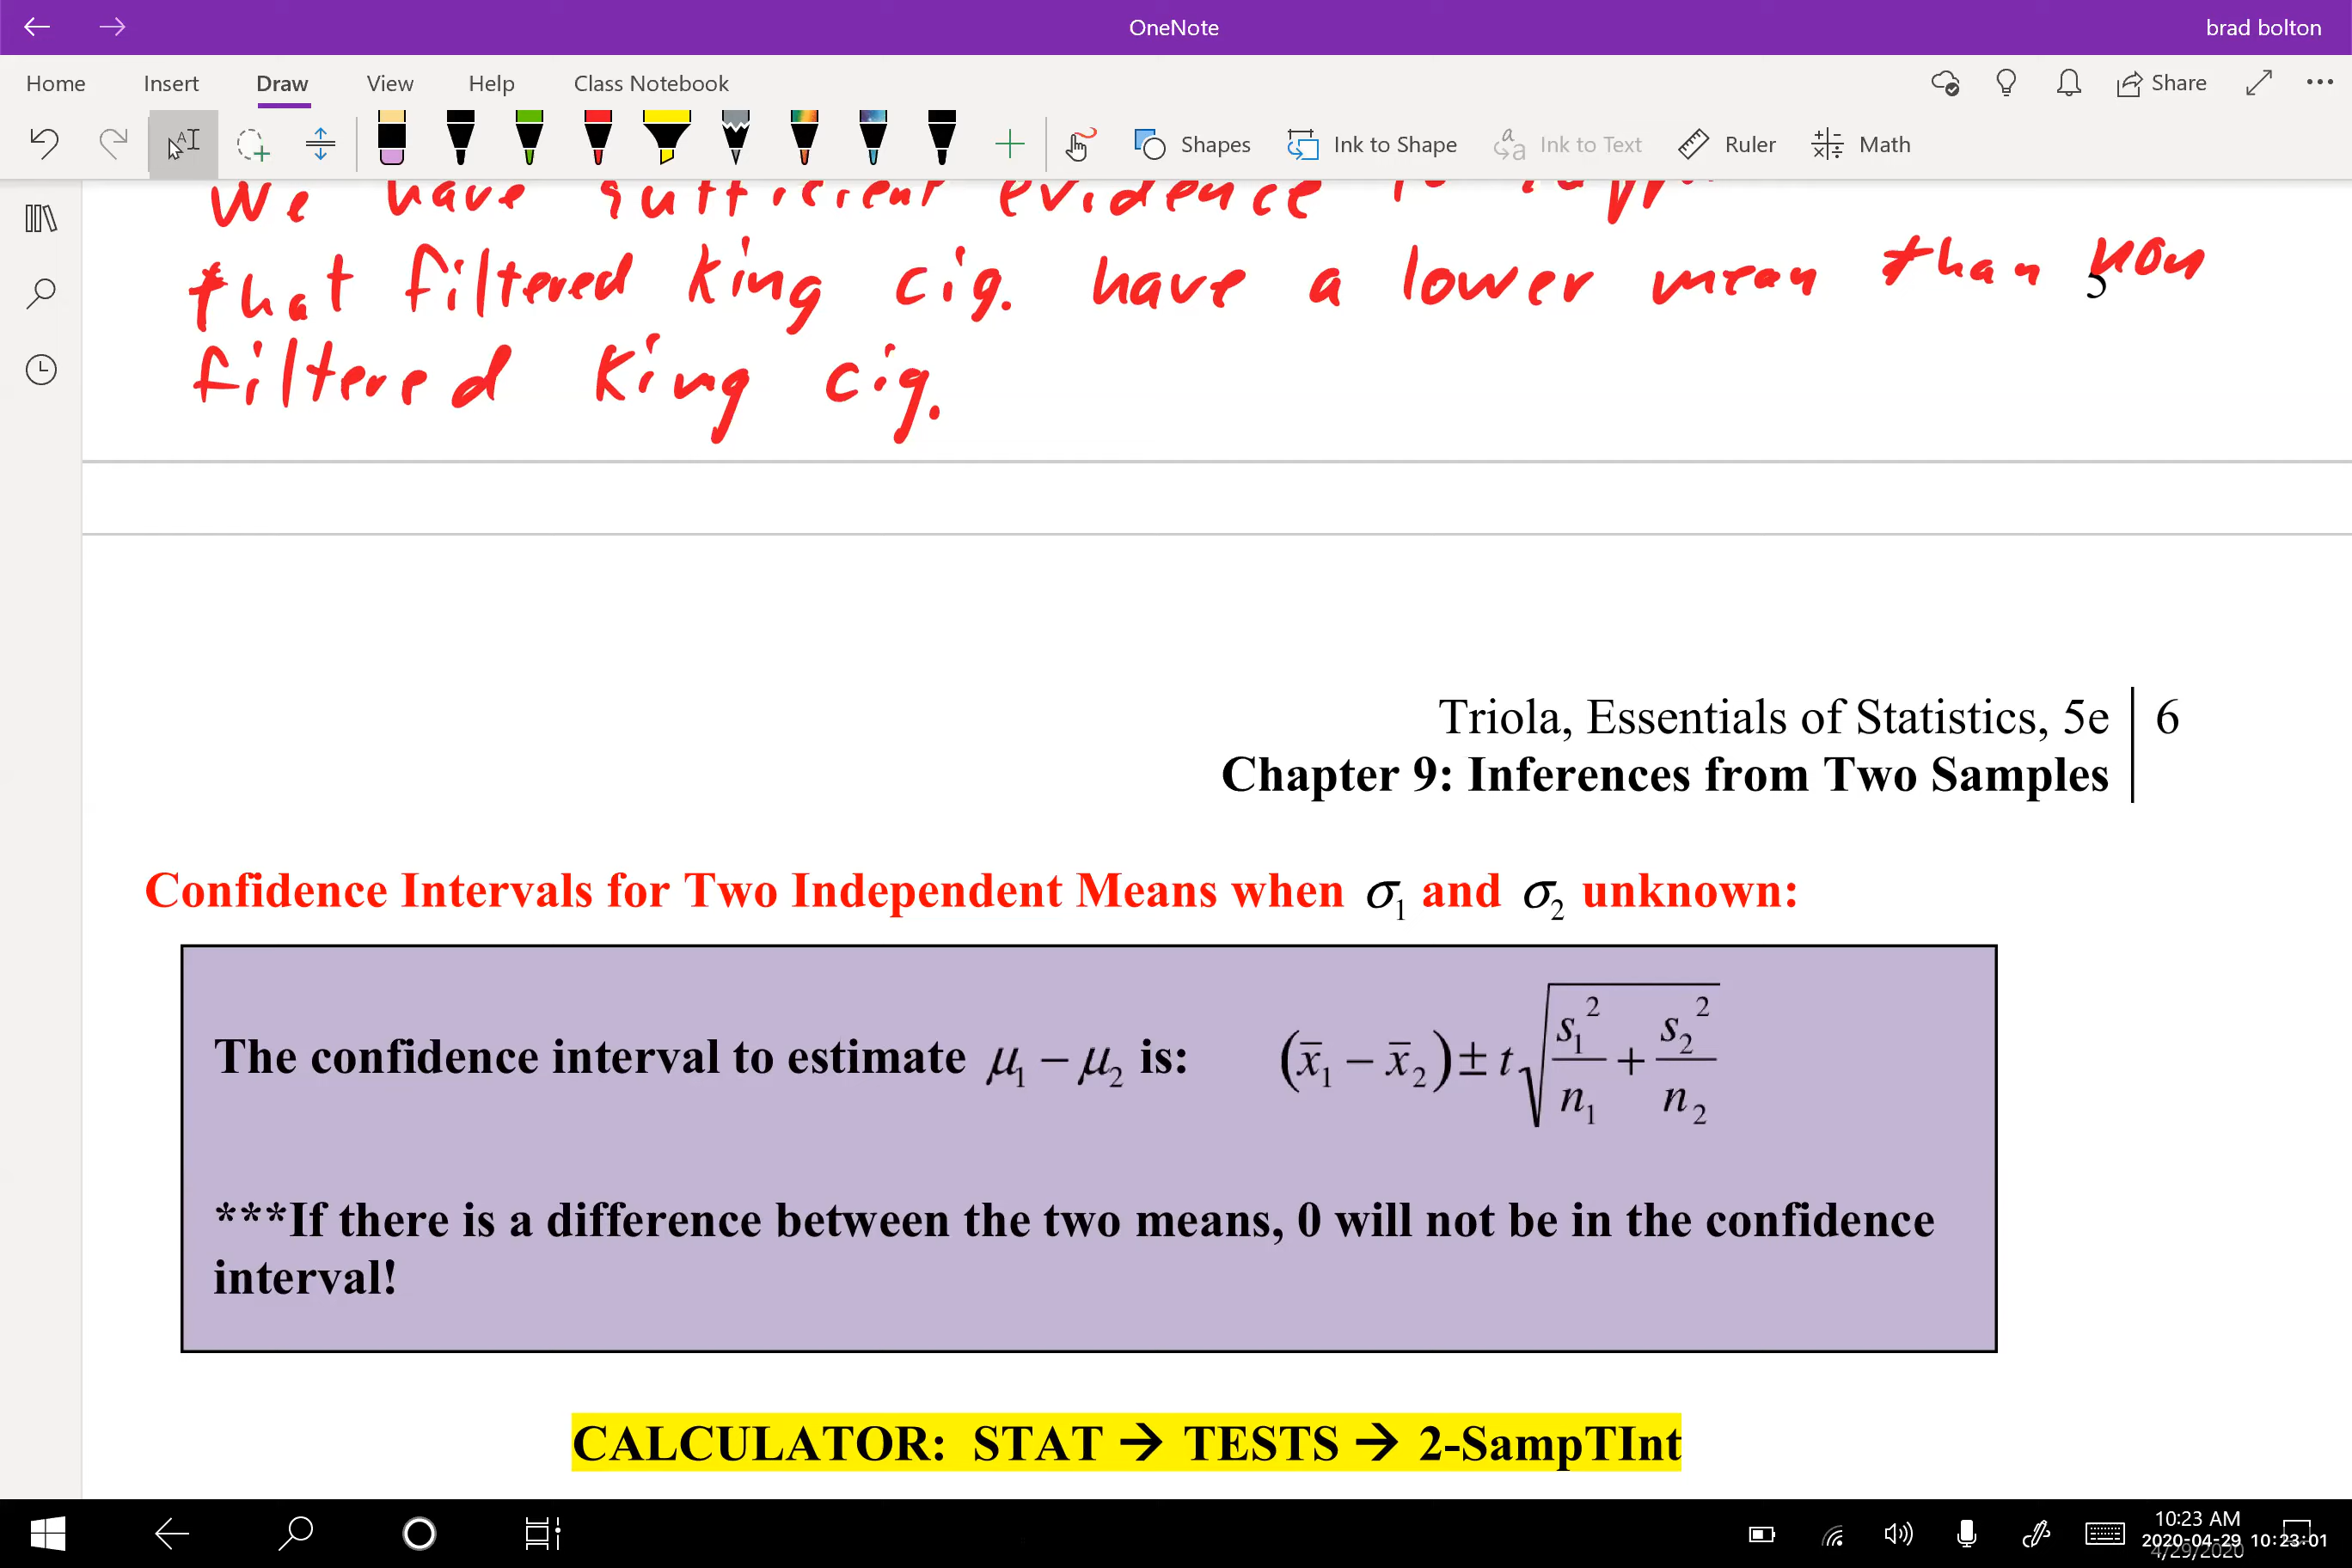 OneNote
brad bolton
Home Insert Draw View Help Class Notebook Share
Shapes Ink to Shape Ink to Text Ruler Math
We have sufficient evidence to
that filtered King cig. have a lower mean than non
5
filtered King cig.
Triola, Essentials of Statistics, 5e | 6
Chapter 9: Inferences from Two Samples
Confidence Intervals for Two Independent Means when σ₁ and σ₂ unknown:
The confidence interval to estimate μ₁ − μ₂ is: (x̄₁ − x̄₂) ± t√(s₁²/n₁ + s₂²/n₂)
***If there is a difference between the two means, 0 will not be in the confidence
interval!
CALCULATOR: STAT → TESTS → 2-SampTInt
10:23 AM
2020-04-29 10:23:01
4/29/2020